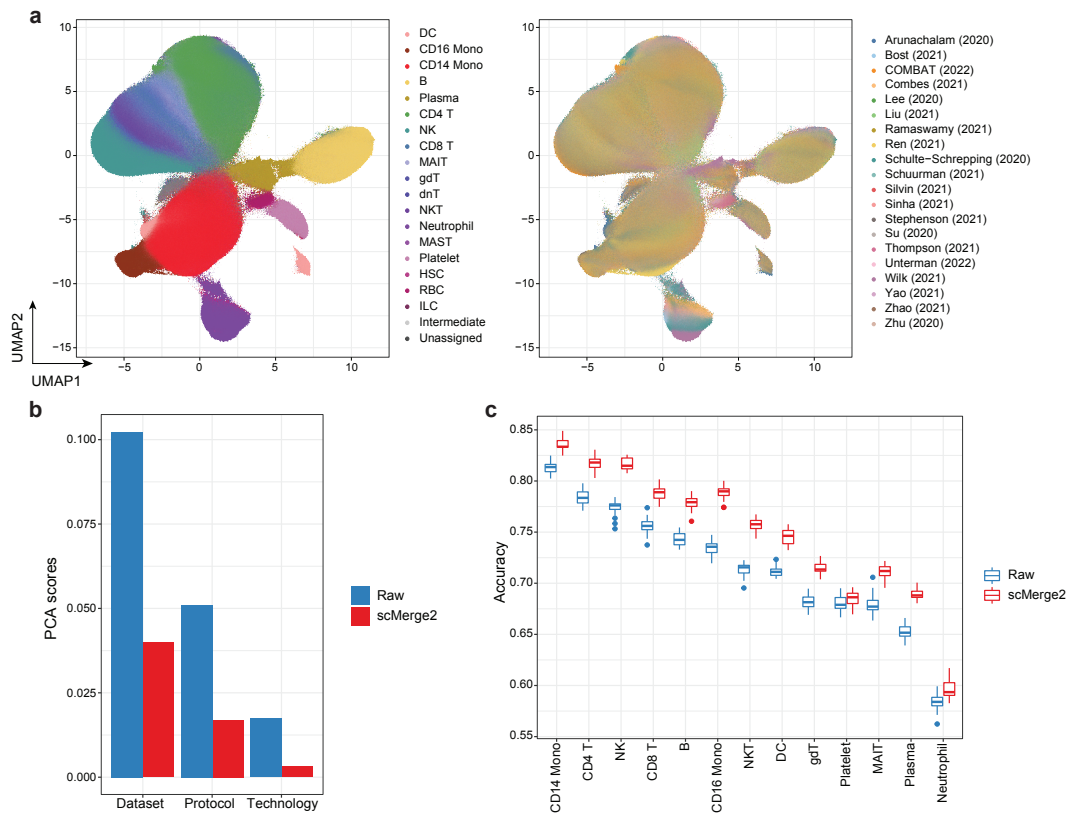 a
10
5
0
−5
−10
−15
−5
0
5
10
UMAP2
UMAP1
DC
CD16 Mono
CD14 Mono
B
Plasma
CD4 T
NK
CD8 T
MAIT
gdT
dnT
NKT
Neutrophil
MAST
Platelet
HSC
RBC
ILC
Intermediate
Unassigned
10
5
0
−5
−10
−15
−5
0
5
10
Arunachalam (2020)
Bost (2021)
COMBAT (2022)
Combes (2021)
Lee (2020)
Liu (2021)
Ramaswamy (2021)
Ren (2021)
Schulte−Schrepping (2020)
Schuurman (2021)
Silvin (2021)
Sinha (2021)
Stephenson (2021)
Su (2020)
Thompson (2021)
Unterman (2022)
Wilk (2021)
Yao (2021)
Zhao (2021)
Zhu (2020)
b
PCA scores
0.100
0.075
0.050
0.025
0.000
Dataset
Protocol
Technology
Raw
scMerge2
c
Accuracy
0.85
0.80
0.75
0.70
0.65
0.60
0.55
CD14 Mono
CD4 T
NK
CD8 T
B
CD16 Mono
NKT
DC
gdT
Platelet
MAIT
Plasma
Neutrophil
Raw
scMerge2